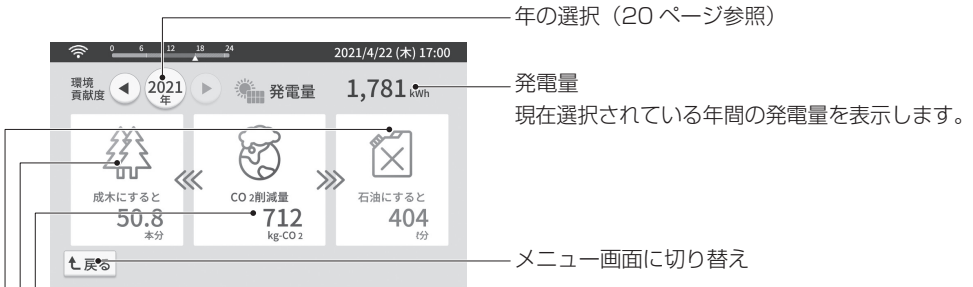 年の選択（20 ページ参照）
0 6 12 18 24
2021/4/22 (木) 17:00
環境
貢献度
2021
年
発電量
1,781 kWh
発電量
現在選択されている年間の発電量を表示します。
成木にすると
50.8
本分
CO2削減量
712
kg-CO2
石油にすると
404
ℓ分
戻る
メニュー画面に切り替え